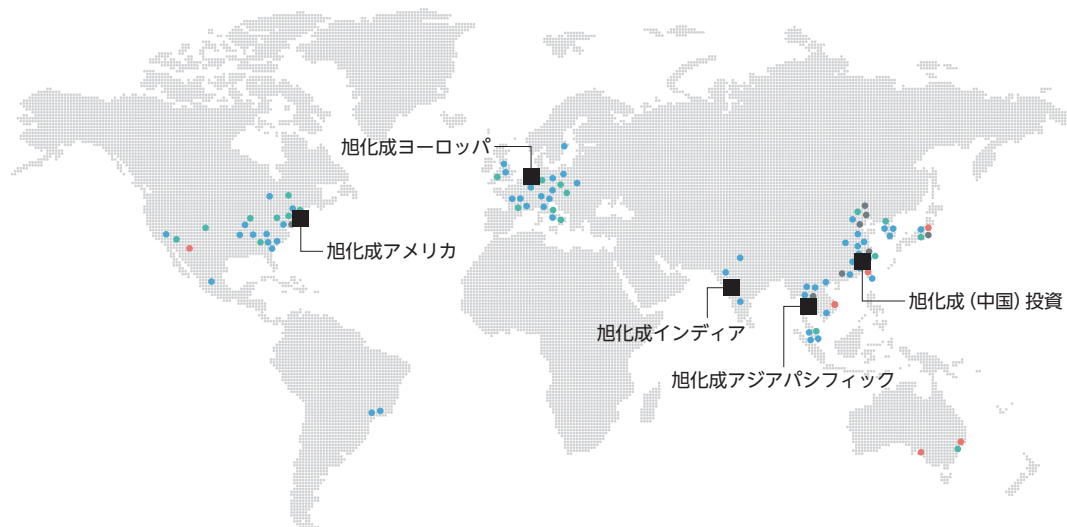 旭化成ヨーロッパ
旭化成アメリカ
旭化成（中国）投資
旭化成インディア
旭化成アジアパシフィック